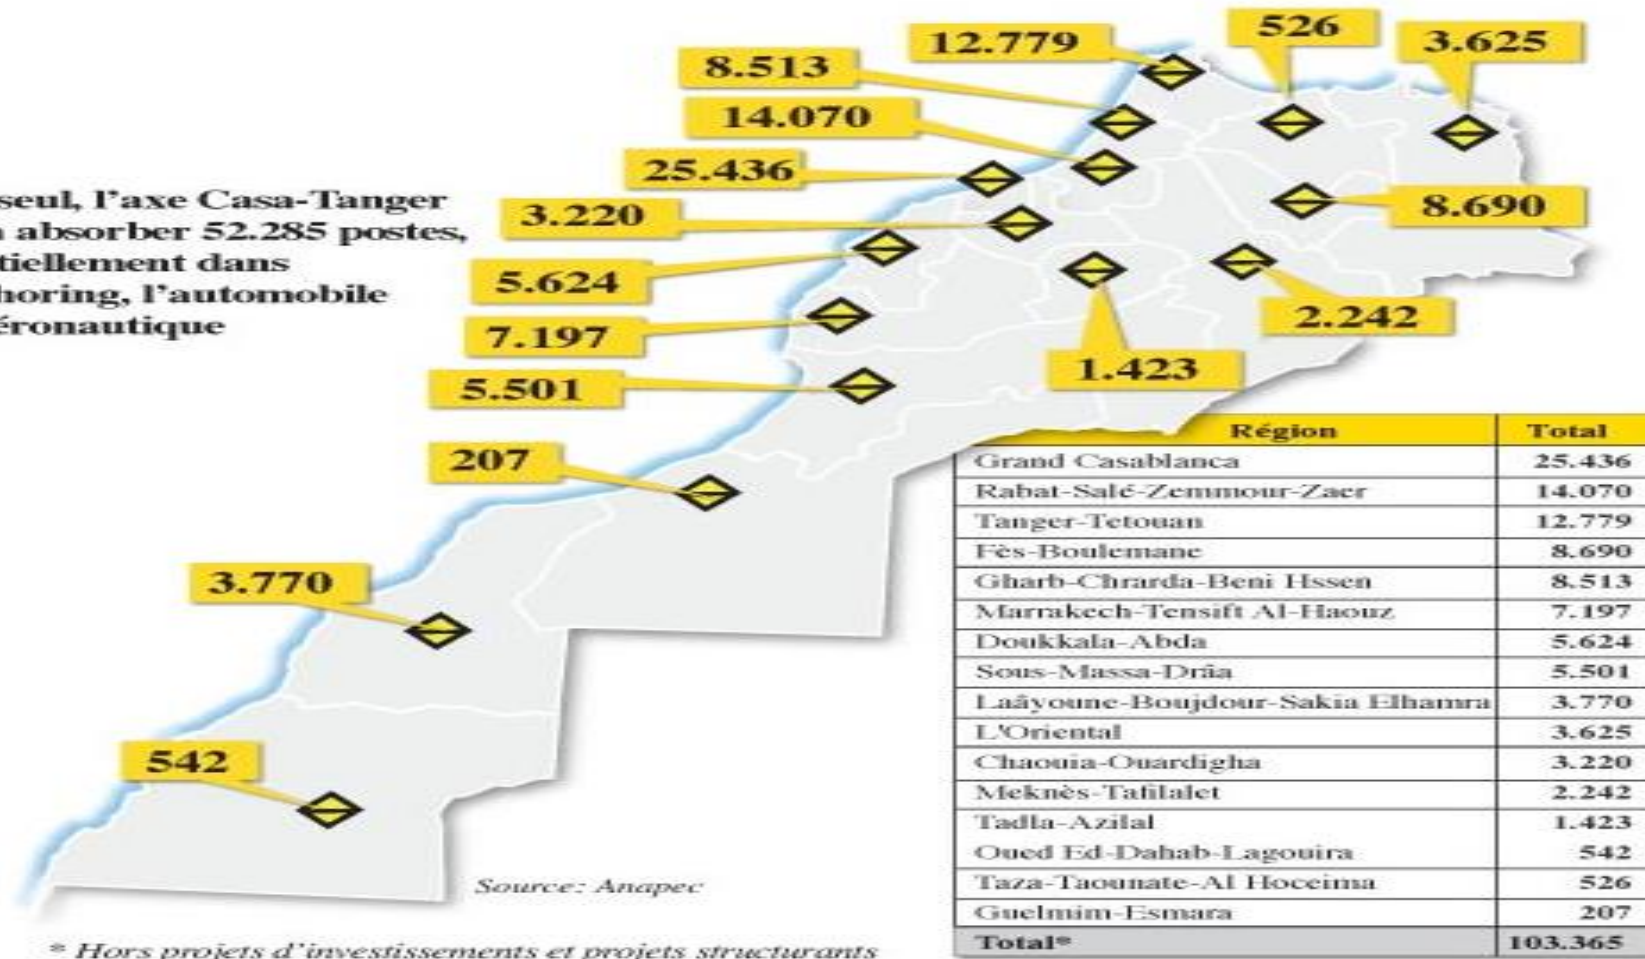 12.779
526
3.625
8.513
14.070
25.436
seul, l'axe Casa-Tanger
absorber 52.285 postes,
tiellement dans
horing, l'automobile
éronautique
3.220
8.690
5.624
2.242
7.197
1.423
5.501
207
3.770
542
Région Total
Grand Casablanca 25.436
Rabat-Salé-Zemmour-Zaer 14.070
Tanger-Tetouan 12.779
Fès-Boulemane 8.690
Gharb-Chrarda-Beni Hssen 8.513
Marrakech-Tensift Al-Haouz 7.197
Doukkala-Abda 5.624
Sous-Massa-Drâa 5.501
Laâyoune-Boujdour-Sakia Elhamra 3.770
L'Oriental 3.625
Chaouia-Ouardigha 3.220
Meknès-Tafilalet 2.242
Tadla-Azilal 1.423
Oued Ed-Dahab-Lagouira 542
Taza-Taounate-Al Hoceima 526
Guelmim-Esmara 207
Total* 103.365
Source: Anapec
* Hors projets d'investissements et projets structurants